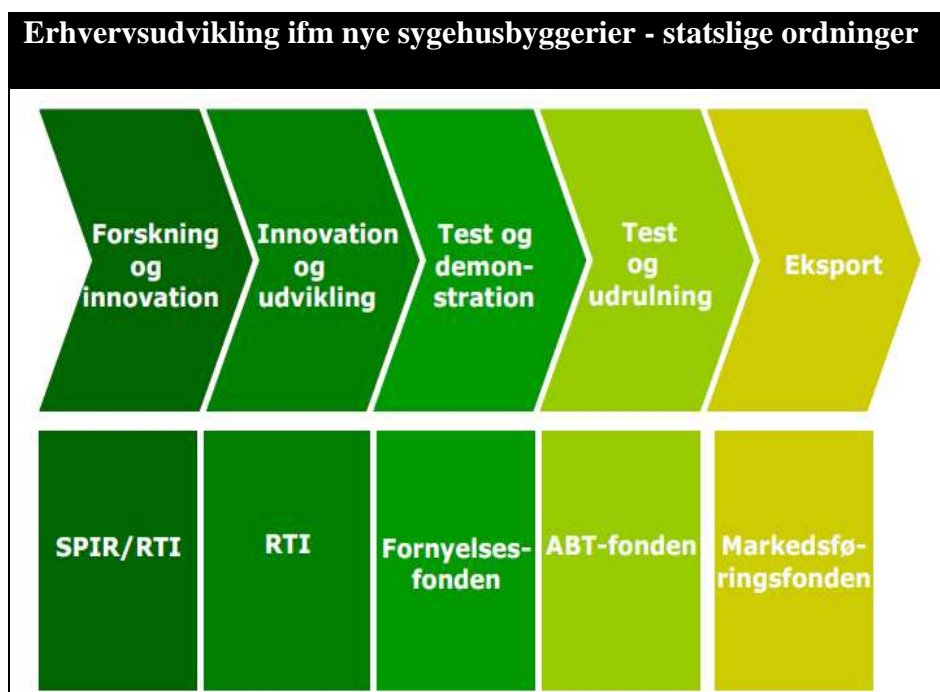 Erhvervsudvikling ifm nye sygehusbyggerier - statslige ordninger
Forskning
og
innovation
Innovation
og
udvikling
Test og
demon-
stration
Test
og
udrulning
Eksport
SPIR/RTI
RTI
Fornyelses-
fonden
ABT-fonden
Markedsfø-
ringsfonden